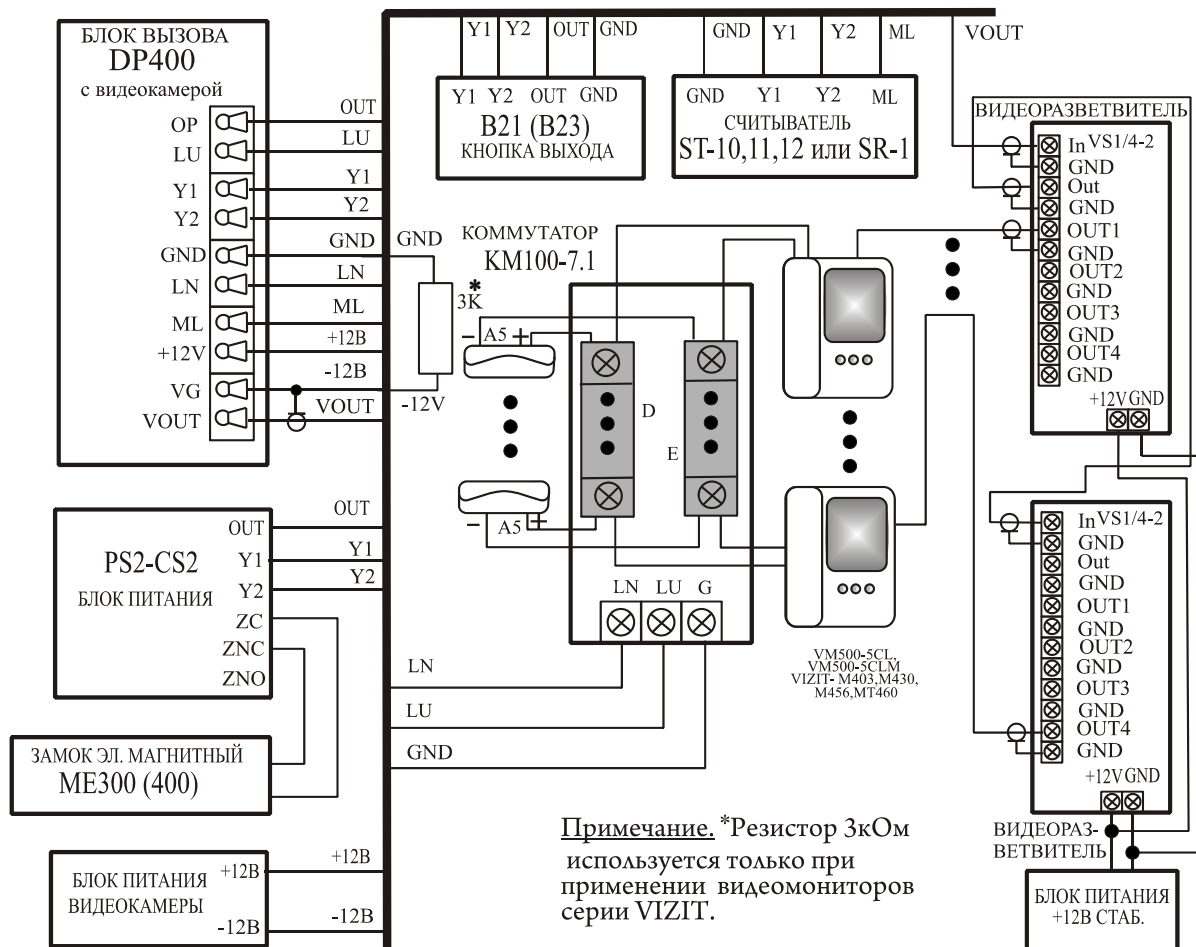 БЛОК ВЫЗОВА
DP400
с видеокамерой
OP
LU
Y1
Y2
GND
LN
ML
+12V
VG
VOUT
OUT
LU
Y1
Y2
GND
LN
ML
+12В
-12В
VOUT
GND
*
3K
-12V
Y1 Y2 OUT GND
Y1 Y2 OUT GND
B21 (B23)
КНОПКА ВЫХОДА
GND Y1 Y2 ML
GND Y1 Y2 ML
СЧИТЫВАТЕЛЬ
ST-10,11,12 или SR-1
VOUT
КОММУТАТОР
KM100-7.1
- A5 +
D
E
- A5 +
LN LU G
VM500-5CL,
VM500-5CLM
VIZIT- M403,M430,
M456,MT460
ВИДЕОРАЗВЕТВИТЕЛЬ
In VS1/4-2
GND
Out
GND
OUT1
GND
OUT2
GND
OUT3
GND
OUT4
GND
+12V GND
In VS1/4-2
GND
Out
GND
OUT1
GND
OUT2
GND
OUT3
GND
OUT4
GND
+12V GND
ВИДЕОРАЗ-
ВЕТВИТЕЛЬ
БЛОК ПИТАНИЯ
+12В СТАБ.
PS2-CS2
БЛОК ПИТАНИЯ
OUT
Y1
Y2
ZC
ZNC
ZNO
OUT
Y1
Y2
LN
LU
GND
ЗАМОК ЭЛ. МАГНИТНЫЙ
ME300 (400)
БЛОК ПИТАНИЯ
ВИДЕОКАМЕРЫ
+12В
-12В
+12В
-12В
Примечание. *Резистор 3кОм
используется только при
применении видеомониторов
серии VIZIT.